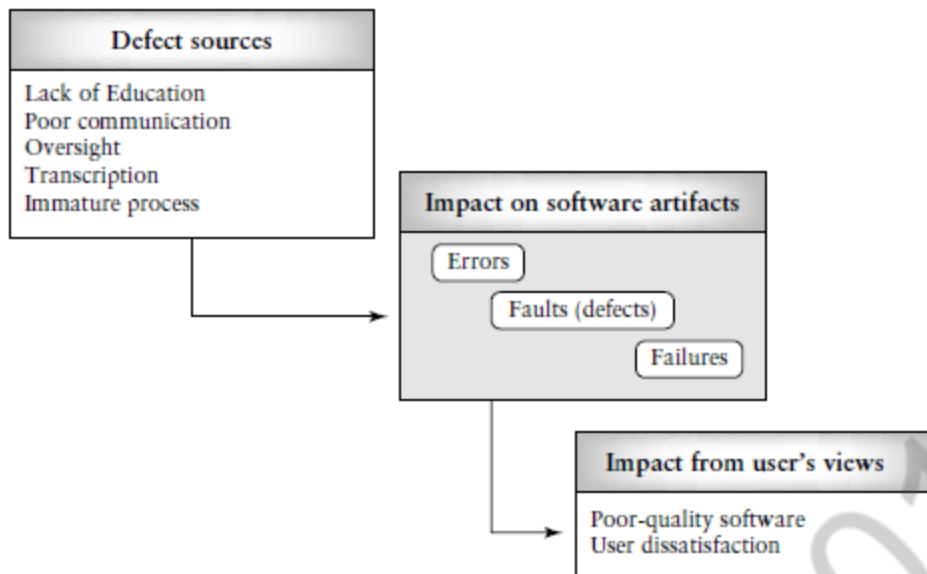 Defect sources
Lack of Education
Poor communication
Oversight
Transcription
Immature process
Impact on software artifacts
Errors
Faults (defects)
Failures
Impact from user's views
Poor-quality software
User dissatisfaction